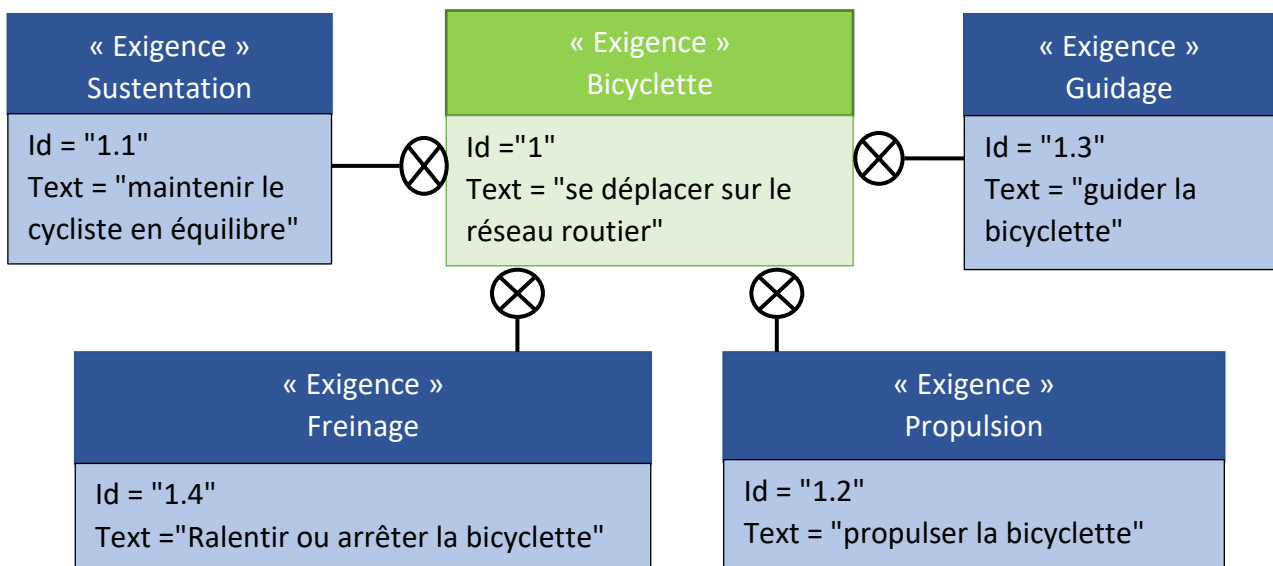 « Exigence »
Sustentation
Id = "1.1"
Text = "maintenir le
cycliste en équilibre"
« Exigence »
Bicyclette
Id ="1"
Text = "se déplacer sur le
réseau routier"
« Exigence »
Guidage
Id = "1.3"
Text = "guider la
bicyclette"
« Exigence »
Freinage
Id = "1.4"
Text ="Ralentir ou arrêter la bicyclette"
« Exigence »
Propulsion
Id = "1.2"
Text = "propulser la bicyclette"